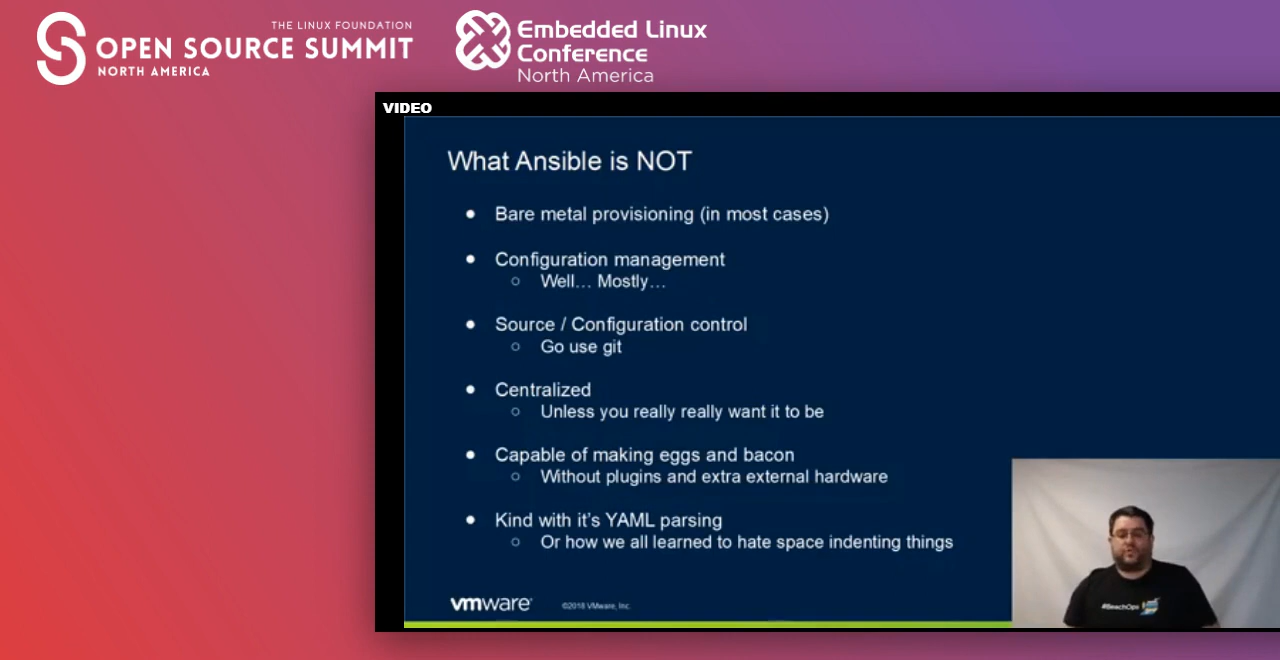 THE LINUX FOUNDATION
OPEN SOURCE SUMMIT
NORTH AMERICA
Embedded Linux
Conference
North America
VIDEO
What Ansible is NOT
● Bare metal provisioning (in most cases)
● Configuration management
○ Well… Mostly…
● Source / Configuration control
○ Go use git
● Centralized
○ Unless you really really want it to be
● Capable of making eggs and bacon
○ Without plugins and extra external hardware
● Kind with it's YAML parsing
○ Or how we all learned to hate space indenting things
vmware®
©2018 VMware, Inc.
#BeachOps